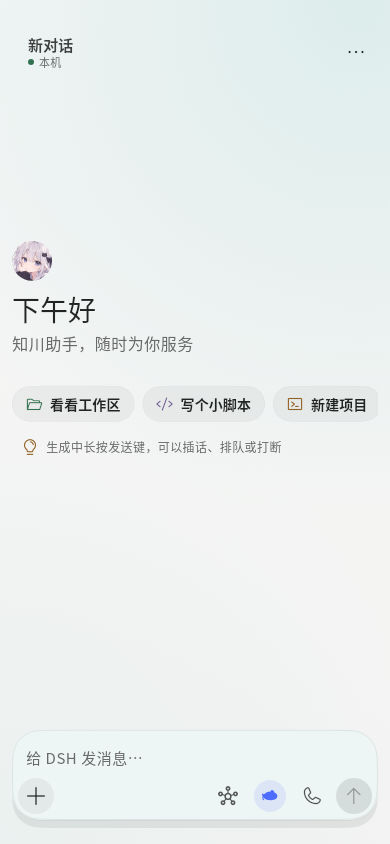 新对话
本机
下午好
知川助手，随时为你服务
看看工作区
写个小脚本
新建项目
生成中长按发送键，可以插话、排队或打断
给 DSH 发消息…